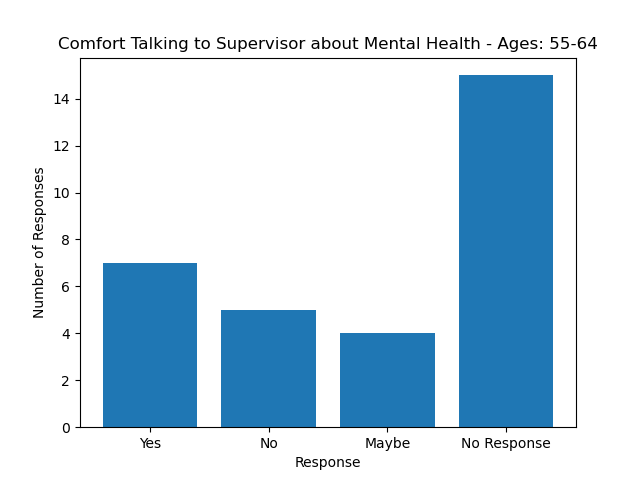 Comfort Talking to Supervisor about Mental Health - Ages: 55-64
14
12
10
8
6
4
2
0
Number of Responses
Yes No Maybe No Response
Response